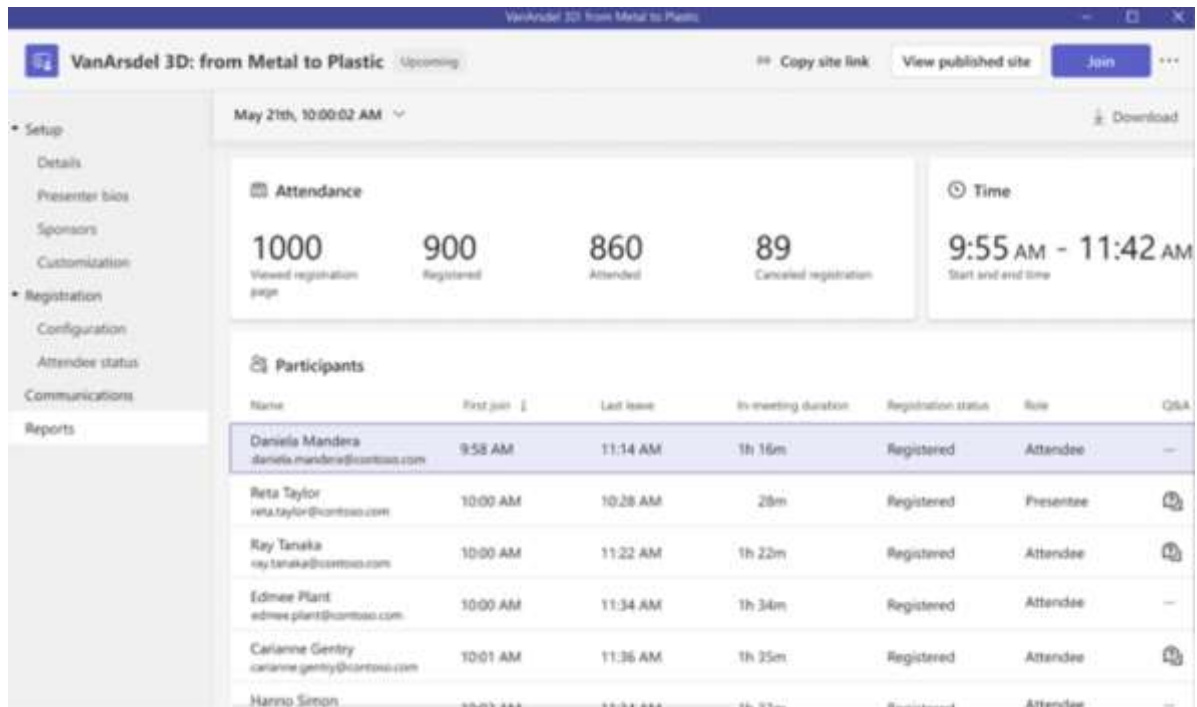 VanArsdel 3D: from Metal to Plastic
VanArsdel 3D: from Metal to Plastic Upcoming Copy site link View published site Join
May 21th, 10:00:02 AM Download
Setup
Details
Presenter bios
Sponsors
Customization
Registration
Configuration
Attendee status
Communications
Reports
Attendance
1000 900 860 89
Viewed registration page Registered Attended Canceled registration
Time
9:55 AM - 11:42 AM
Start and end time
Participants
Name First join Last leave In-meeting duration Registration status Role Q&A
Daniela Mandera 9:58 AM 11:14 AM 1h 16m Registered Attendee
daniela.mandera@contoso.com
Reta Taylor 10:00 AM 10:28 AM 28m Registered Presentee
reta.taylor@contoso.com
Ray Tanaka 10:00 AM 11:22 AM 1h 22m Registered Attendee
ray.tanaka@contoso.com
Edmee Plant 10:00 AM 11:34 AM 1h 34m Registered Attendee
edmee.plant@contoso.com
Carianne Gentry 10:01 AM 11:36 AM 1h 35m Registered Attendee
carianne.gentry@contoso.com
Hanno Simon Attendee